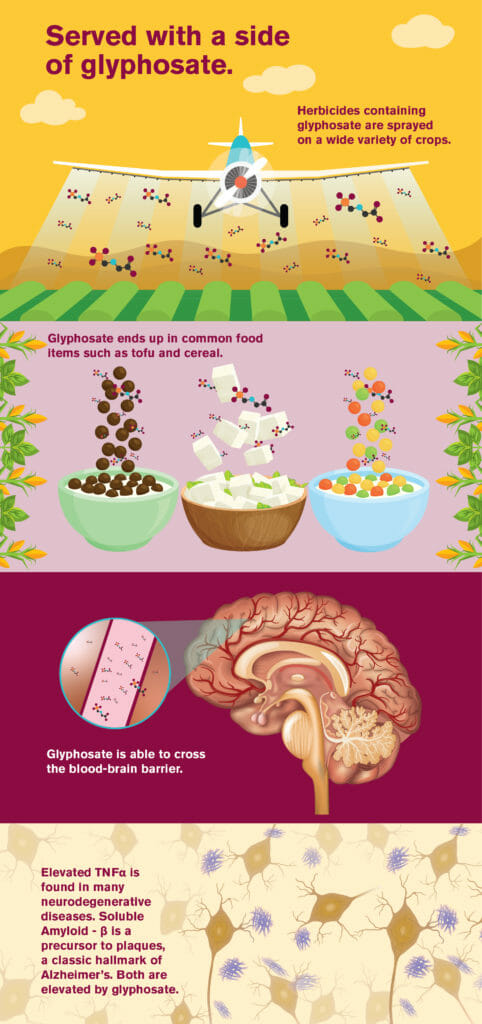 Served with a side
of glyphosate.
Herbicides containing
glyphosate are sprayed
on a wide variety of crops.
Glyphosate ends up in common food
items such as tofu and cereal.
Glyphosate is able to cross
the blood-brain barrier.
Elevated TNFα is
found in many
neurodegenerative
diseases. Soluble
Amyloid - β is a
precursor to plaques,
a classic hallmark of
Alzheimer's. Both are
elevated by glyphosate.